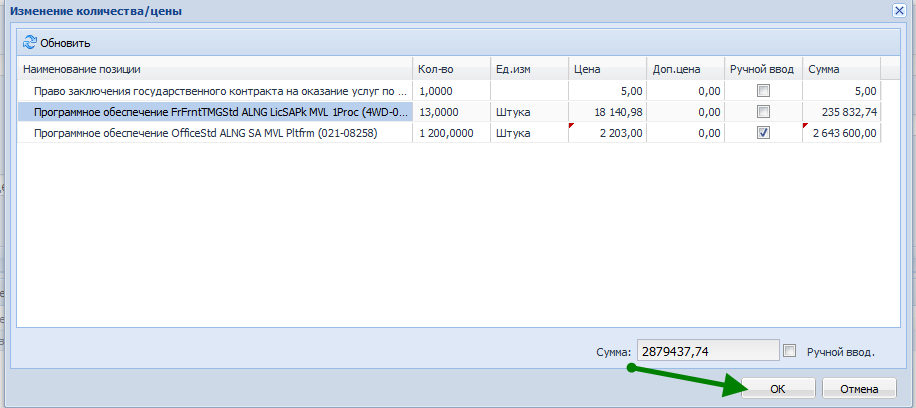 Изменение количества/цены
Обновить
Наименование позиции Кол-во Ед.изм Цена Доп.цена Ручной ввод Сумма
Право заключения государственного контракта на оказание услуг по ... 1,0000 5,00 0,00 5,00
Программное обеспечение FrFrntTMGStd ALNG LicSAPk MVL 1Proc (4WD-0... 13,0000 Штука 18 140,98 0,00 235 832,74
Программное обеспечение OfficeStd ALNG SA MVL Pltfrm (021-08258) 1 200,0000 Штука 2 203,00 0,00 2 643 600,00
Сумма: 2879437,74 Ручной ввод.
ОК Отмена